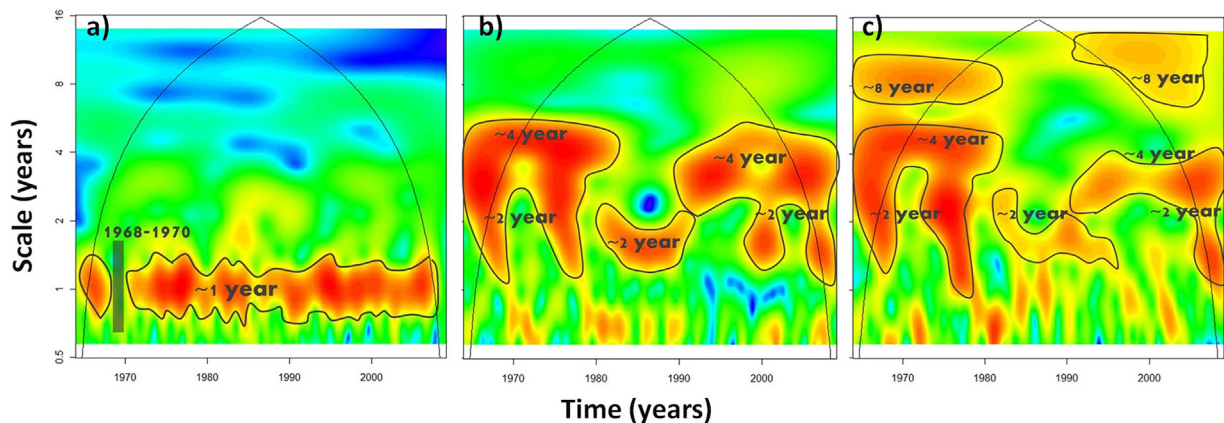 a)
b)
c)
Scale (years)
16
8
4
2
1
0.5
1968-1970
~1 year
1970
1980
1990
2000
~4 year
~2 year
~2 year
~4 year
~2 year
1970
1980
1990
2000
~8 year
~8 year
~4 year
~4 year
~2 year
~2 year
~2 year
1970
1980
1990
2000
Time (years)